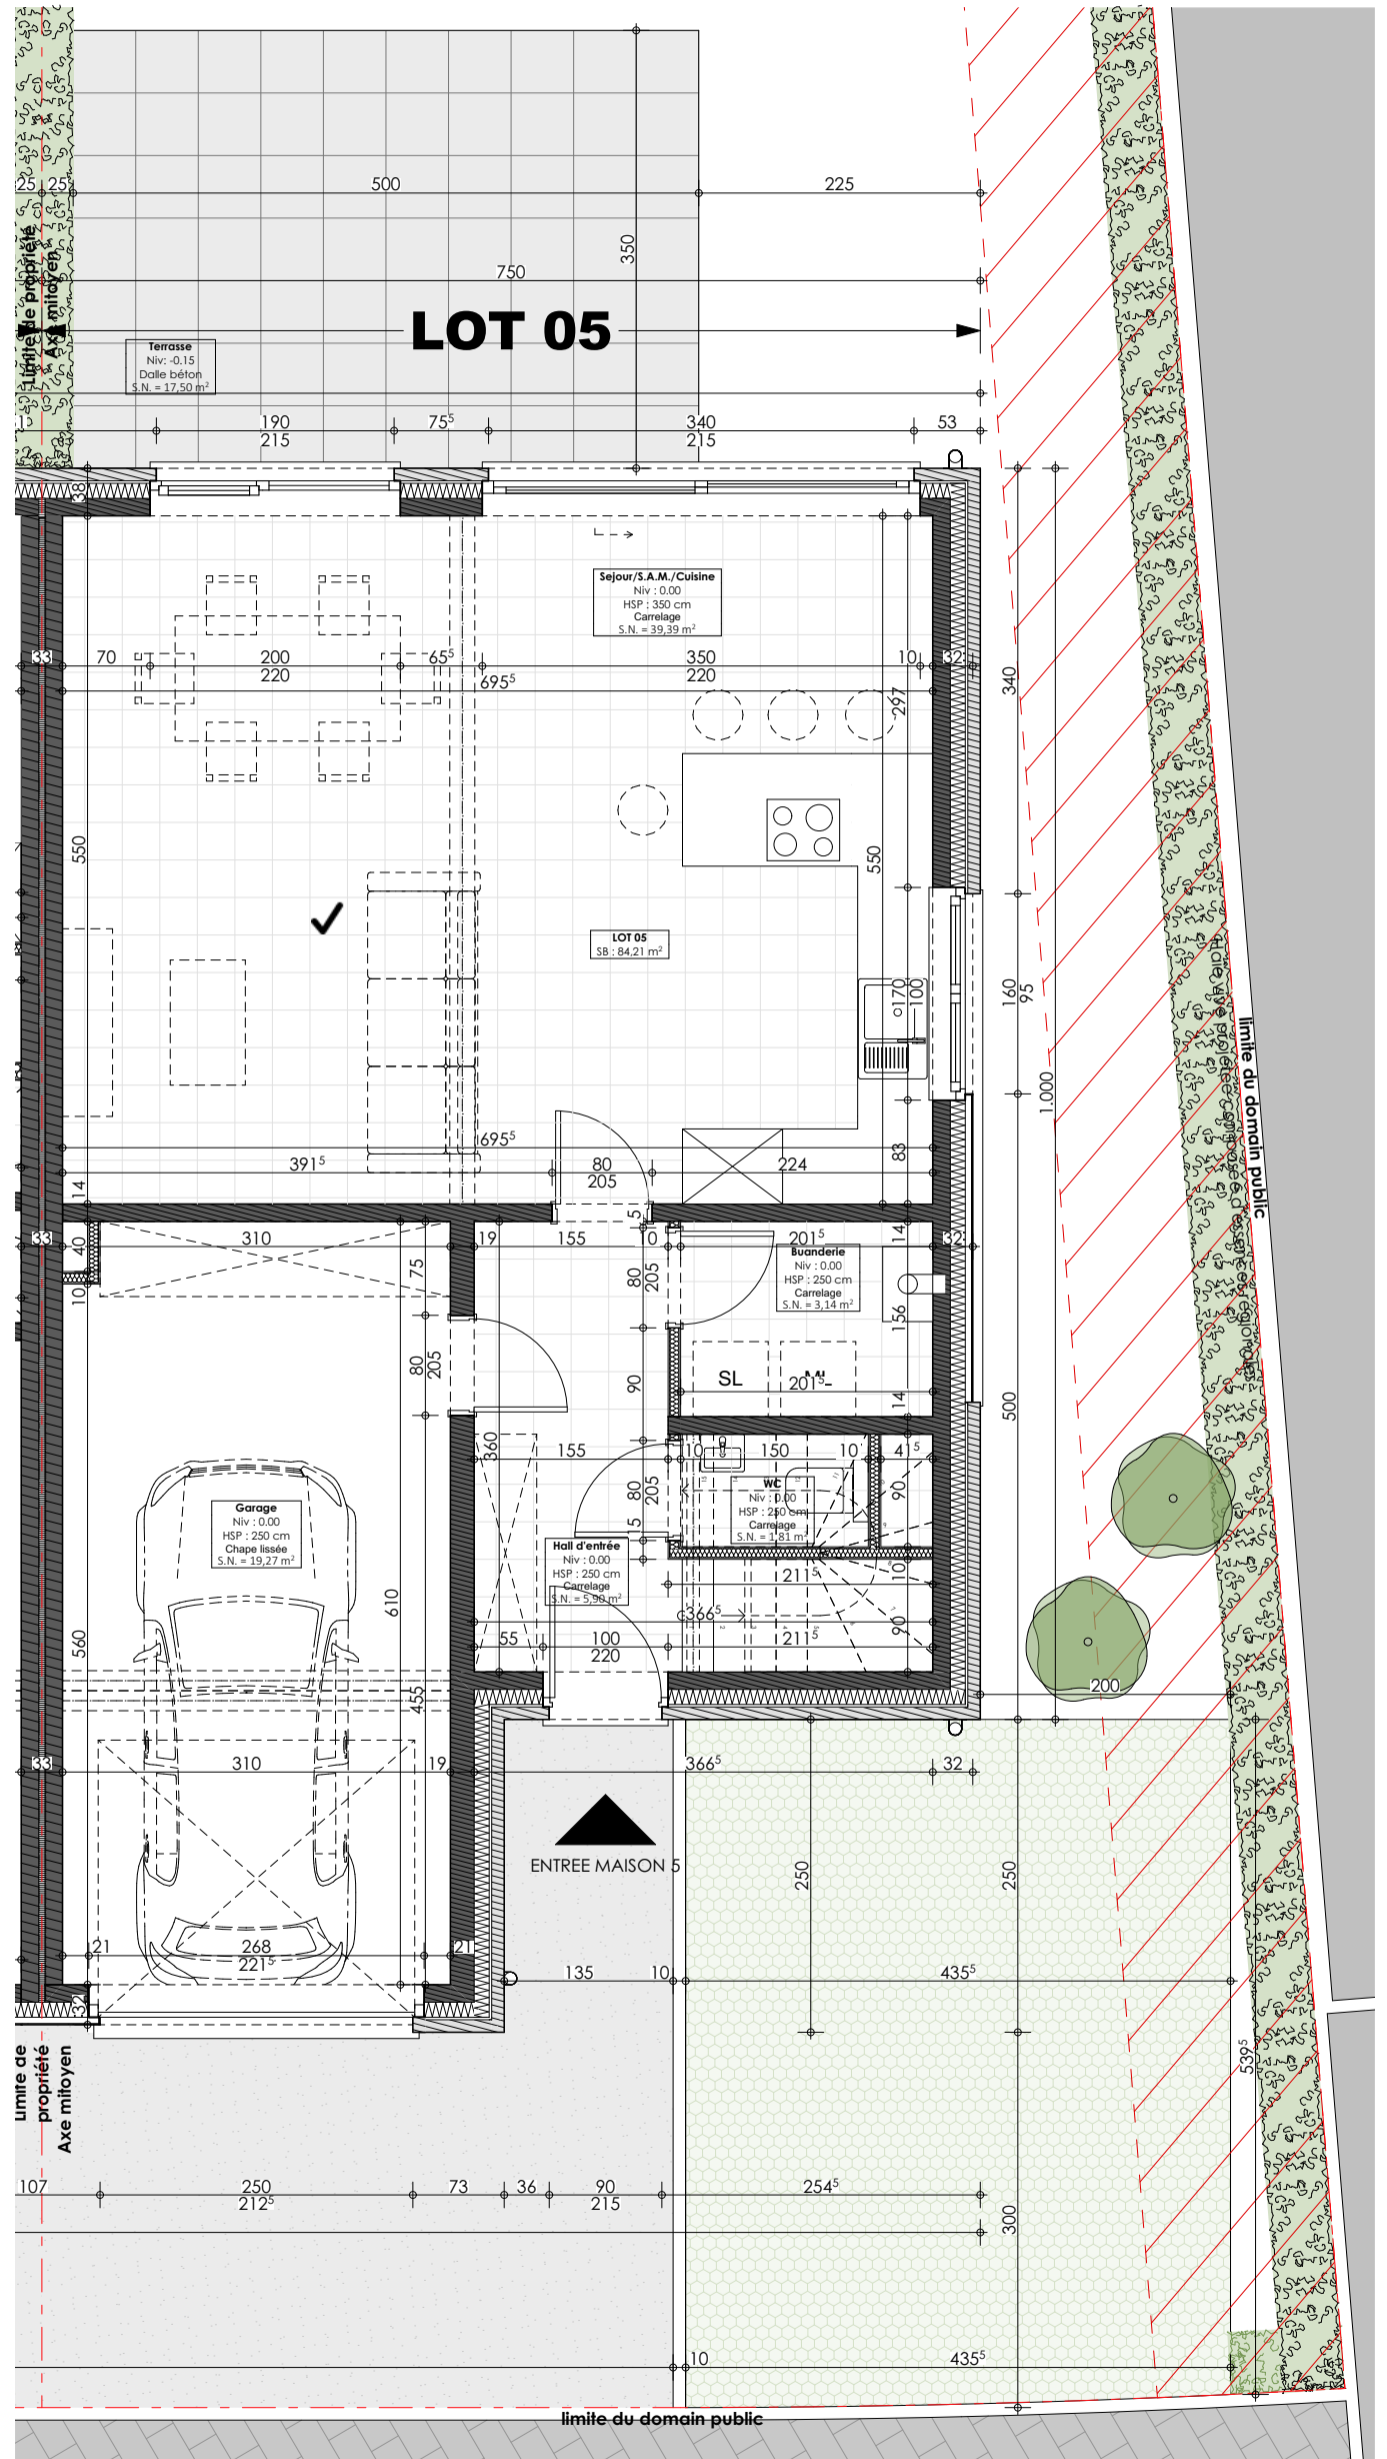 25
25
500
225
350
750
Limite de propriété
Axe mitoyen
LOT 05
Terrasse
Niv: -0.15
Dalle béton
S.N. = 17,50 m²
190
215
75⁵
340
215
53
38
Sejour/S.A.M./Cuisine
Niv : 0.00
HSP : 350 cm
Carrelage
S.N. = 39,39 m²
33
70
200
220
65⁵
695⁵
350
220
10
32
297
340
550
550
LOT 05
SB : 84,21 m²
170
100
160
95
1.000
limite du domain public
695⁵
391⁵
80
205
224
83
14
33
40
10
310
75
19
155
5
10
201⁵
14
32
80
205
Buanderie
Niv : 0.00
HSP : 250 cm
Carrelage
S.N. = 3,14 m²
156
80
205
90
SL
201⁵
14
500
360
155
10
150
10
41⁵
80
205
WC
Niv : 0.00
HSP : 250 cm
Carrelage
S.N. = 1,81 m²
90
5
Garage
Niv : 0.00
HSP : 250 cm
Chape lissée
S.N. = 19,27 m²
Hall d'entrée
Niv : 0.00
HSP : 250 cm
Carrelage
S.N. = 5,90 m²
211⁵
10
610
560
366⁵
90
55
100
220
211⁵
455
200
33
310
19
366⁵
32
ENTREE MAISON 5
250
250
21
268
221⁵
21
135
10
435⁵
32
Limite de
propriété
Axe mitoyen
539⁵
107
250
212⁵
73
36
90
215
254⁵
300
10
435⁵
limite du domain public